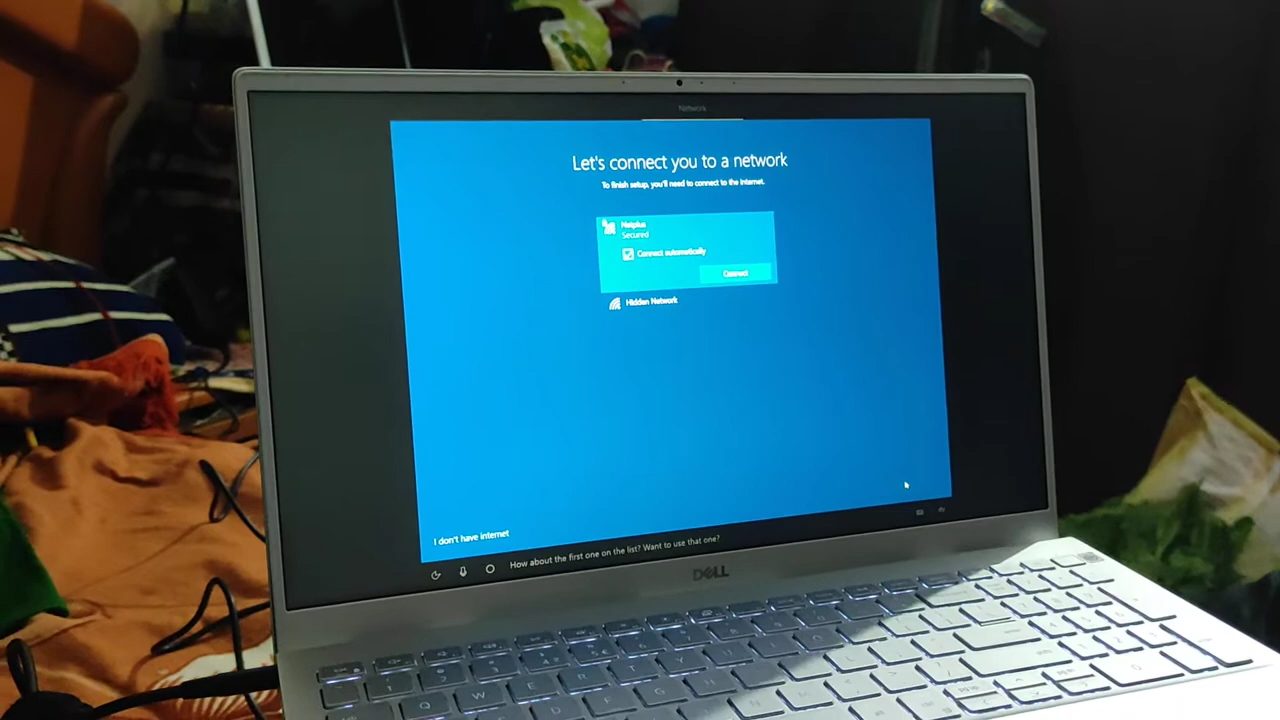 Network
Let's connect you to a network
To finish setup, you'll need to connect to the Internet.
Netplus
Secured
Connect automatically
Connect
Hidden Network
I don't have internet
How about the first one on the list? Want to use that one?
DELL
Q
W
E
R
T
Y
D
F
G
H